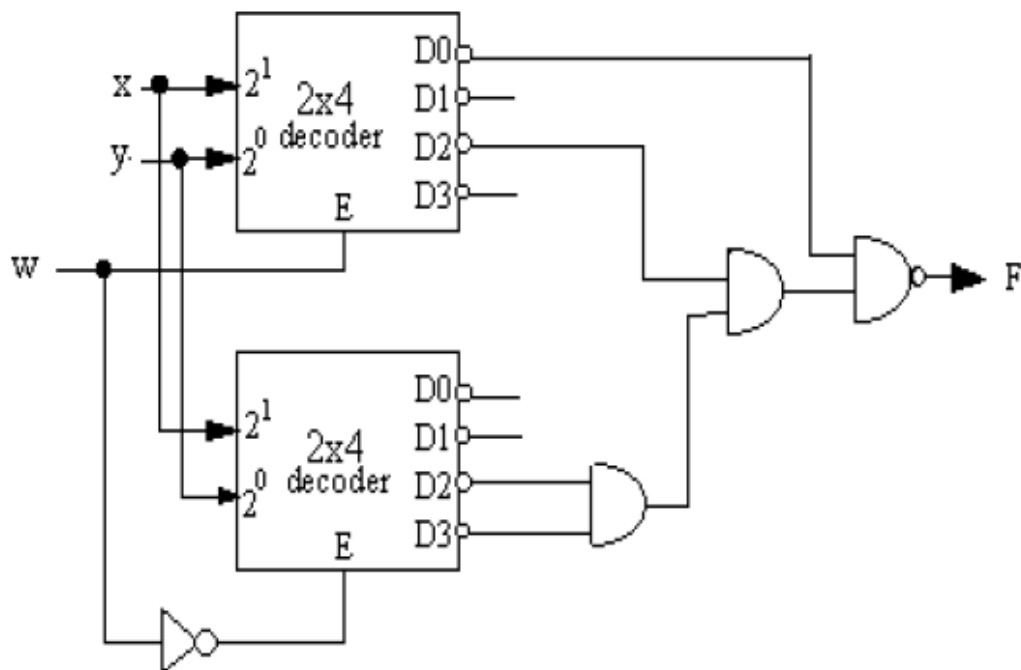 x
y
w
2^1
2^0
2x4
decoder
E
D0
D1
D2
D3
F
2^1
2^0
2x4
decoder
E
D0
D1
D2
D3